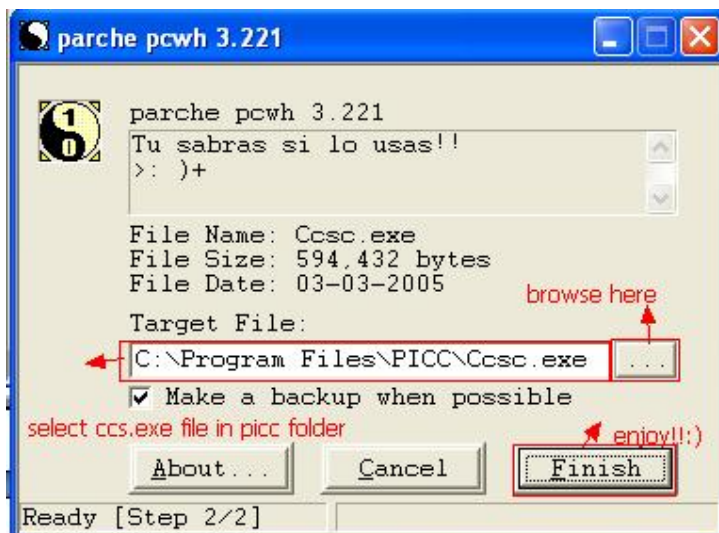 parche pcwh 3.221
1
0
parche pcwh 3.221
Tu sabras si lo usas!!
>: )+
File Name: Ccsc.exe
File Size: 594,432 bytes
File Date: 03-03-2005
browse here
Target File:
C:\Program Files\PICC\Ccsc.exe
...
Make a backup when possible
select ccs.exe file in picc folder
enjoy!!:)
About...
Cancel
Finish
Ready [Step 2/2]